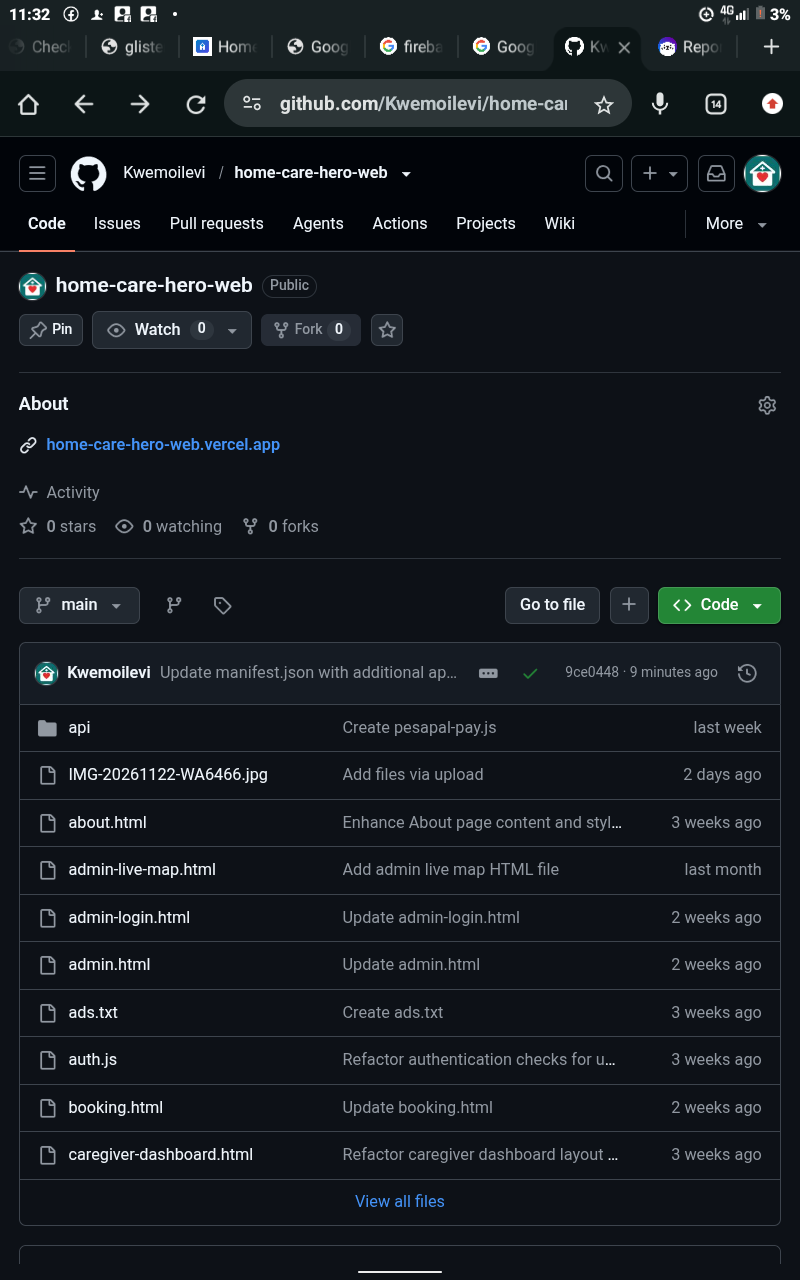 11:32 4G 3%
Check gliste Home Goog fireba Goog Kw Repo
github.com/Kwemoilevi/home-car 14
Kwemoilevi / home-care-hero-web
Code Issues Pull requests Agents Actions Projects Wiki More
home-care-hero-web Public
Pin Watch 0 Fork 0
About
home-care-hero-web.vercel.app
Activity
0 stars 0 watching 0 forks
main Go to file Code
Kwemoilevi Update manifest.json with additional ap… 9ce0448 · 9 minutes ago
api Create pesapal-pay.js last week
IMG-20261122-WA6466.jpg Add files via upload 2 days ago
about.html Enhance About page content and styl… 3 weeks ago
admin-live-map.html Add admin live map HTML file last month
admin-login.html Update admin-login.html 2 weeks ago
admin.html Update admin.html 2 weeks ago
ads.txt Create ads.txt 3 weeks ago
auth.js Refactor authentication checks for u… 3 weeks ago
booking.html Update booking.html 2 weeks ago
caregiver-dashboard.html Refactor caregiver dashboard layout … 3 weeks ago
View all files